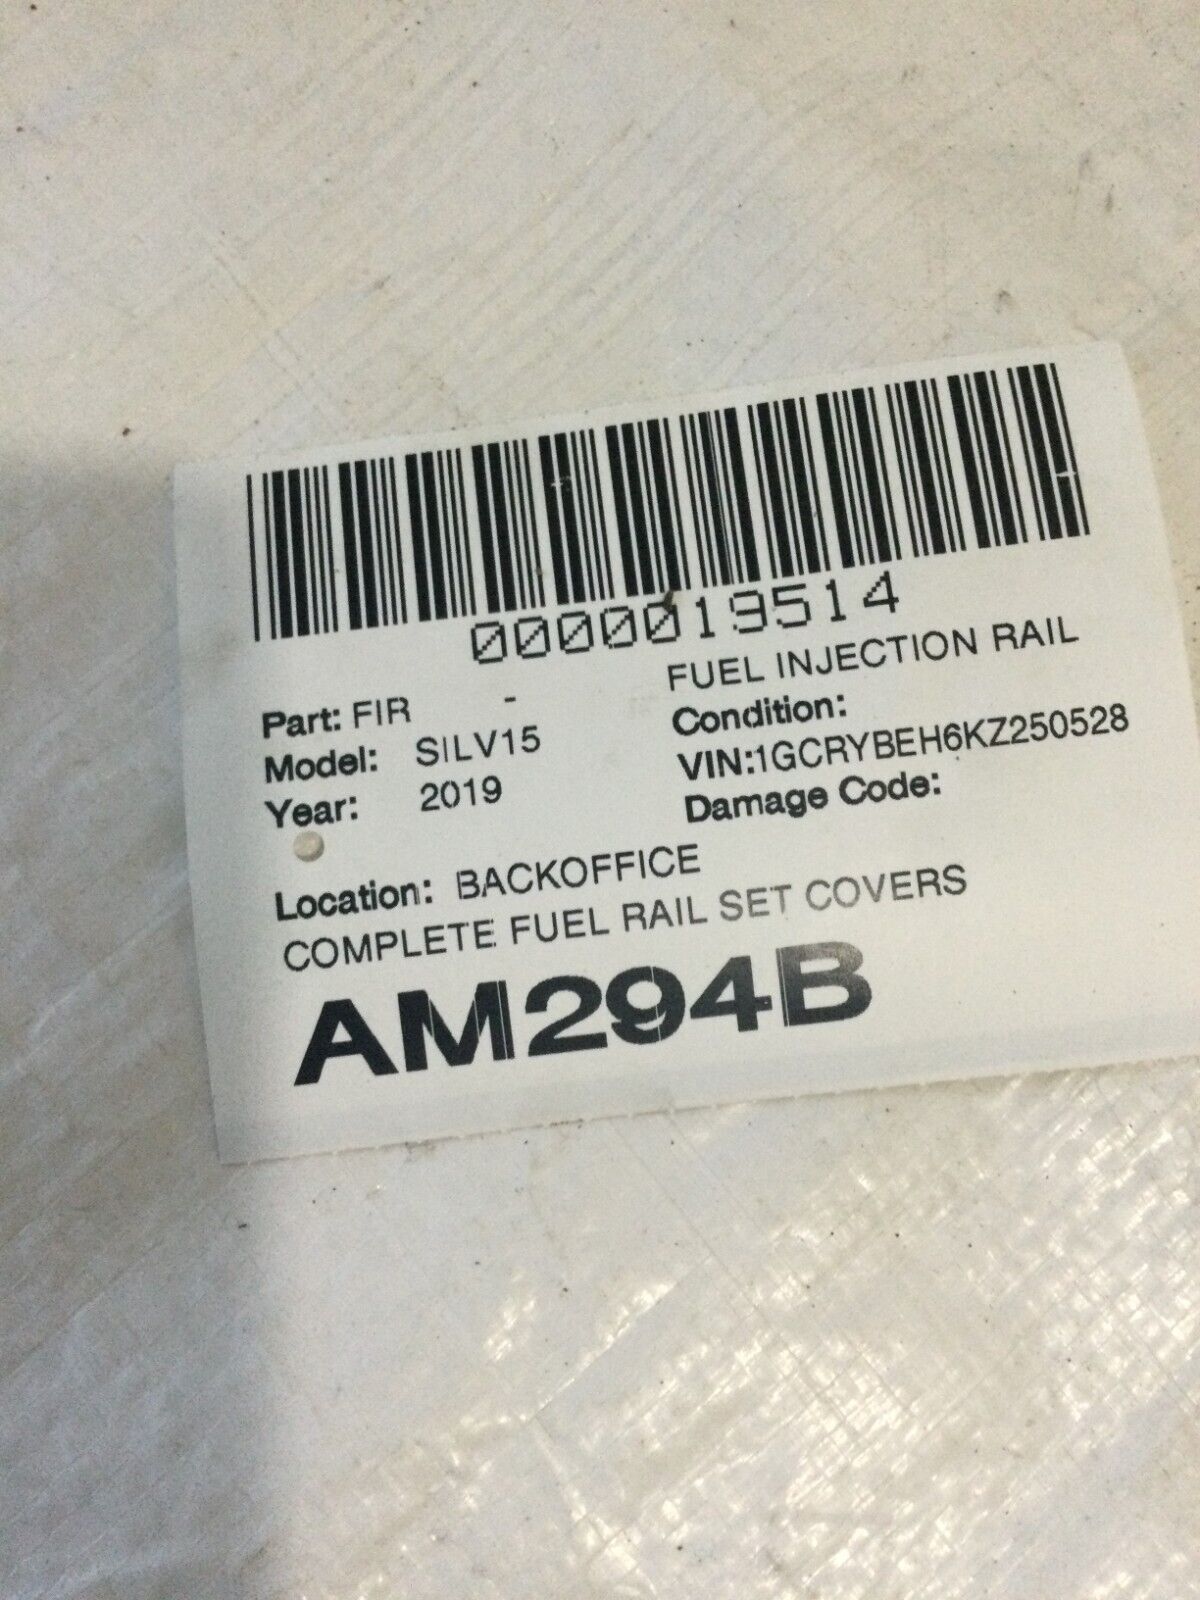 0000019514
Part: FIR - FUEL INJECTION RAIL
Model: SILV15 Condition:
Year: 2019 VIN:1GCRYBEH6KZ250528
Damage Code:
Location: BACKOFFICE
COMPLETE FUEL RAIL SET COVERS
AM294B